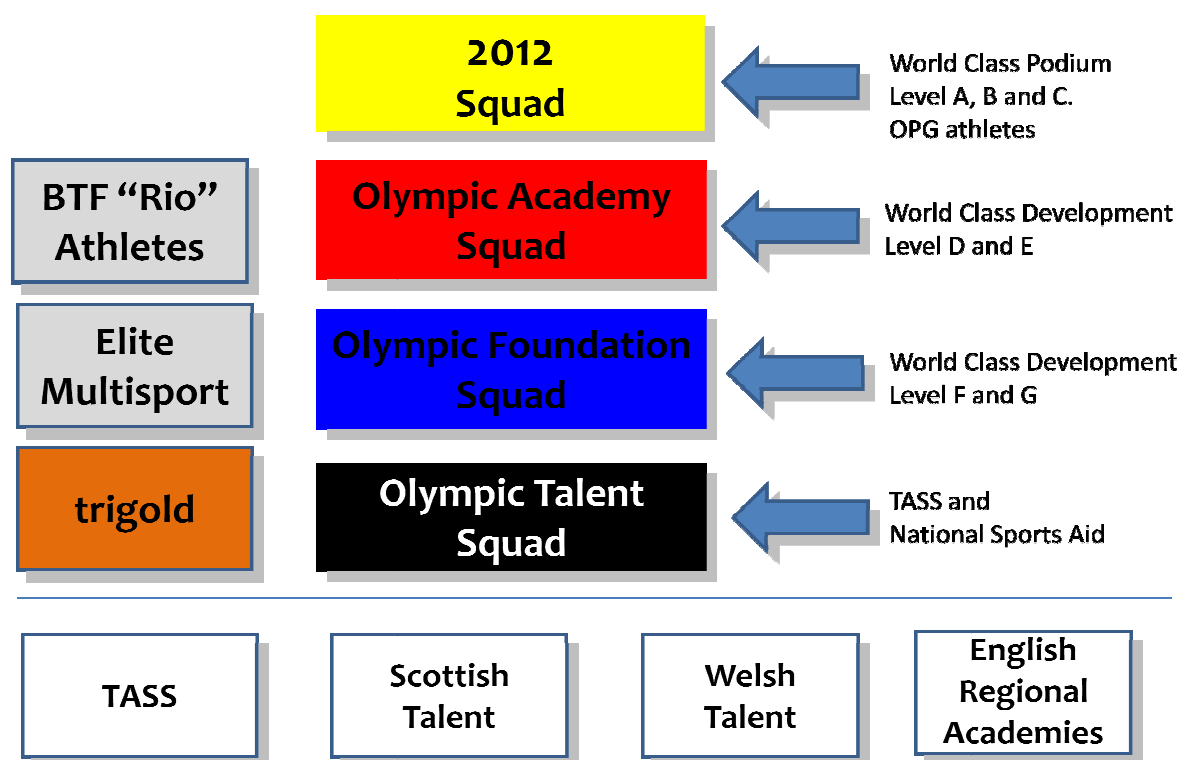 2012
Squad
World Class Podium
Level A, B and C.
OPG athletes
BTF “Rio”
Athletes
Olympic Academy
Squad
World Class Development
Level D and E
Elite
Multisport
Olympic Foundation
Squad
World Class Development
Level F and G
trigold
Olympic Talent
Squad
TASS and
National Sports Aid
TASS
Scottish
Talent
Welsh
Talent
English
Regional
Academies